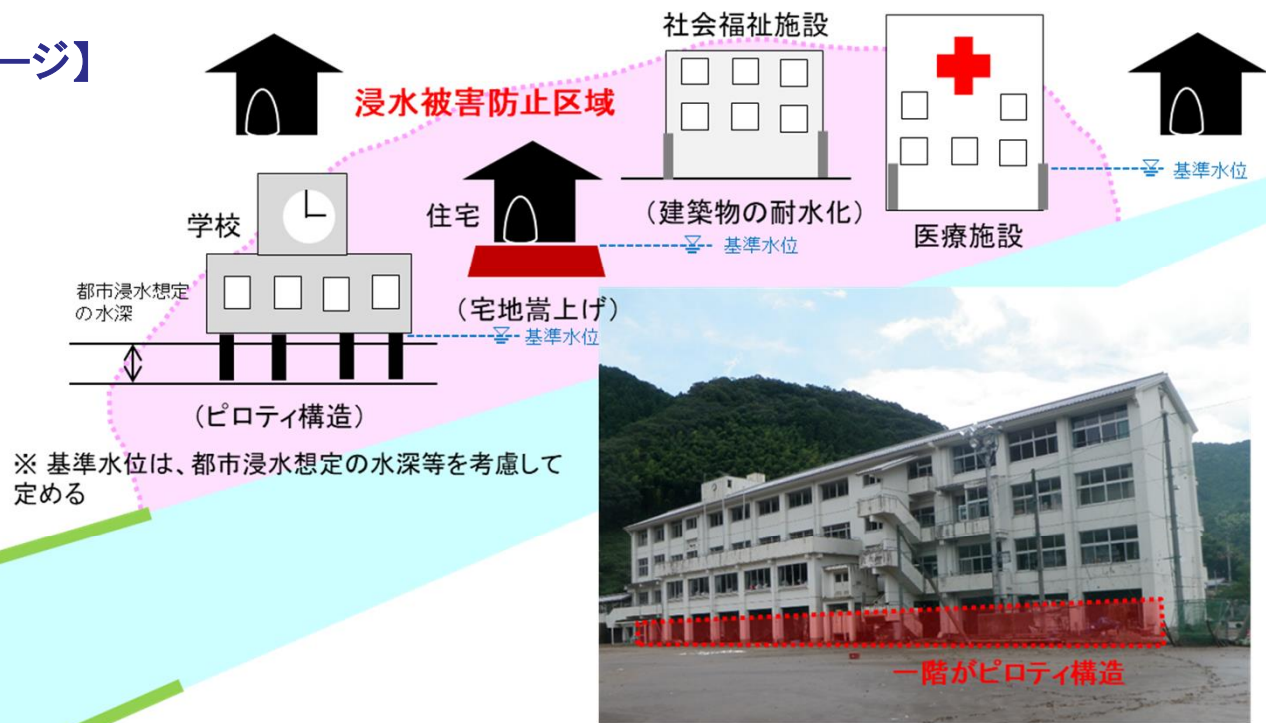 ージ】
社会福祉施設
浸水被害防止区域
基準水位
学校
住宅
（建築物の耐水化）
医療施設
基準水位
都市浸水想定
の水深
（宅地嵩上げ）
基準水位
（ピロティ構造）
※ 基準水位は、都市浸水想定の水深等を考慮して
定める
一階がピロティ構造